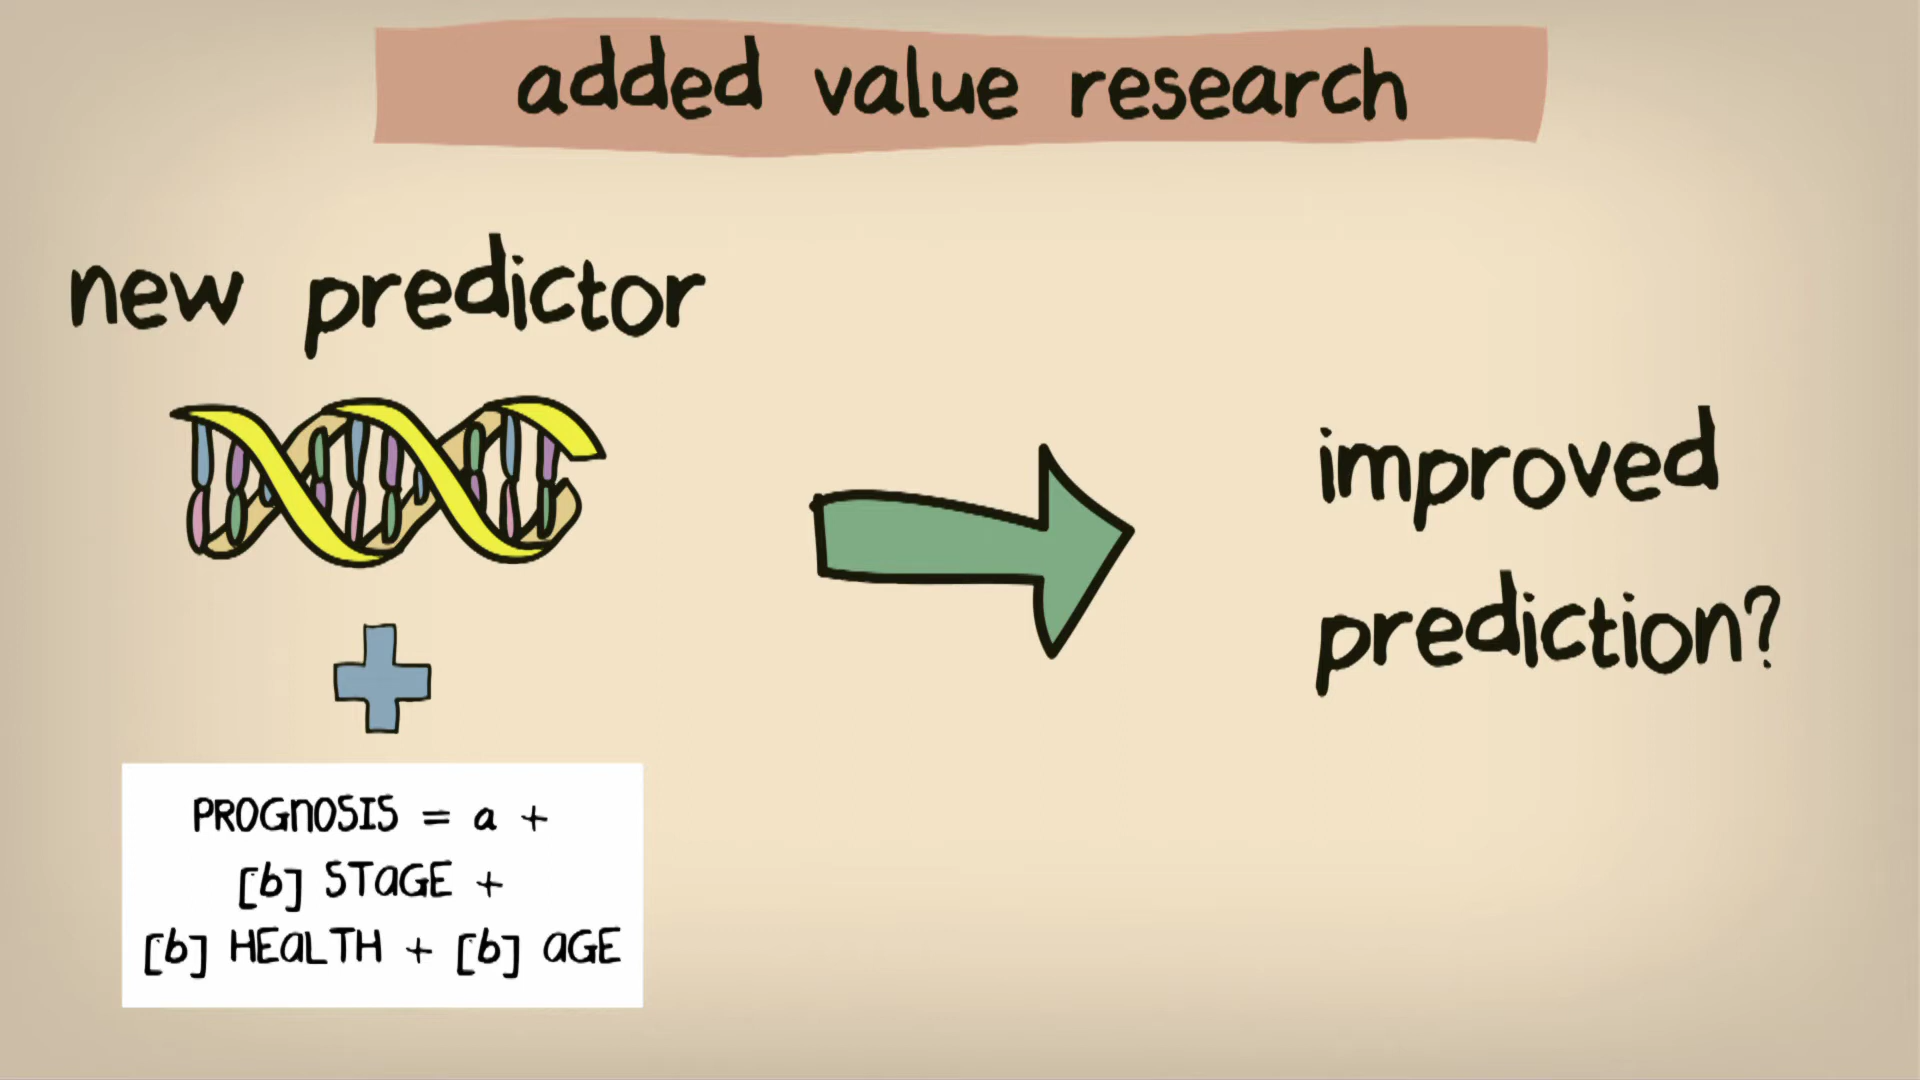 added value research
new predictor
PROGNOSIS = a +
[b] STAGE +
[b] HEALTH + [b] AGE
improved
prediction?